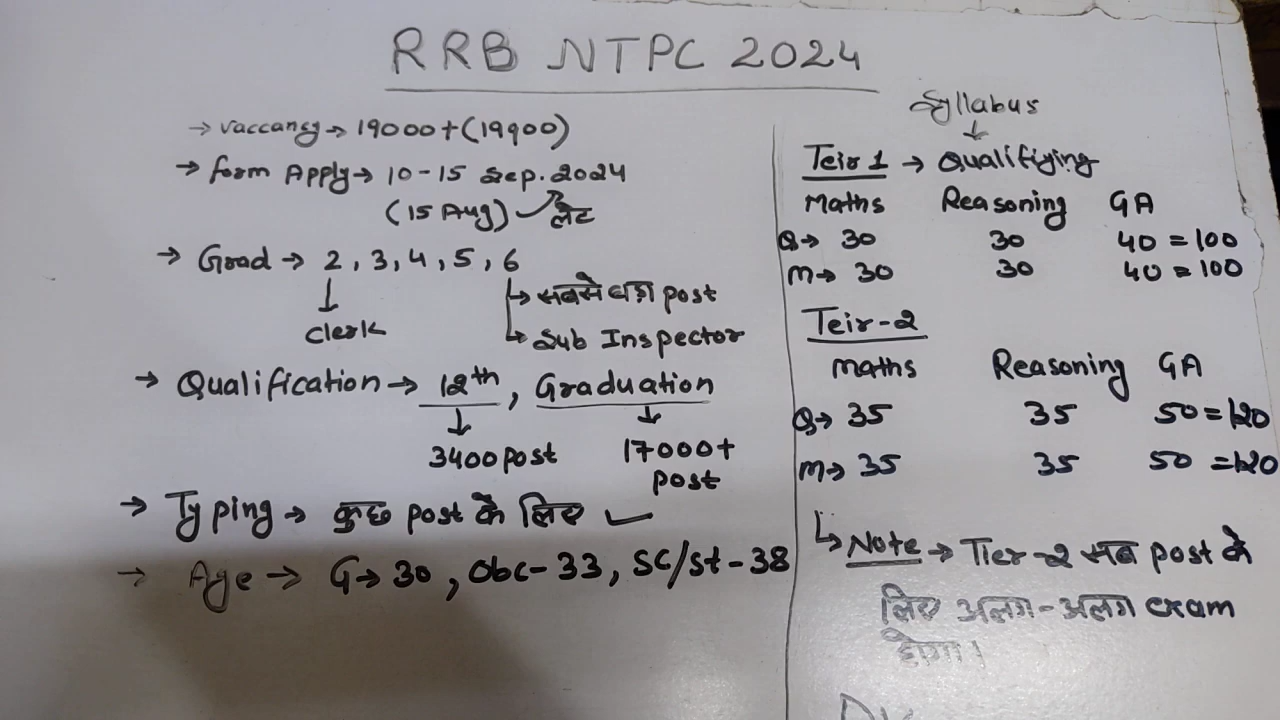 RRB NTPC 2024
→ vaccansy → 19000+(19900)
→ form Apply → 10-15 Sep. 2024
(15 Aug) लेट
→ Grad → 2, 3, 4, 5, 6
↓
clerk
↳ सबसे बड़ा post
↳ Sub Inspector
→ Qualification → 12th, Graduation
↓ ↓
3400 post 17000+
post
→ Typing → कुछ post के लिए ✓
→ Age → G → 30, Obc-33, SC/St-38
Syllabus
↓
Teir 1 → Qualifiying
Maths Reasoning GA
Q → 30 30 40 = 100
M → 30 30 40 = 100
Teir-2
Maths Reasoning GA
Q → 35 35 50 = 120
M → 35 35 50 = 120
↳ Note → Tier-2 सब post के
लिए अलग-अलग exam
होगा।